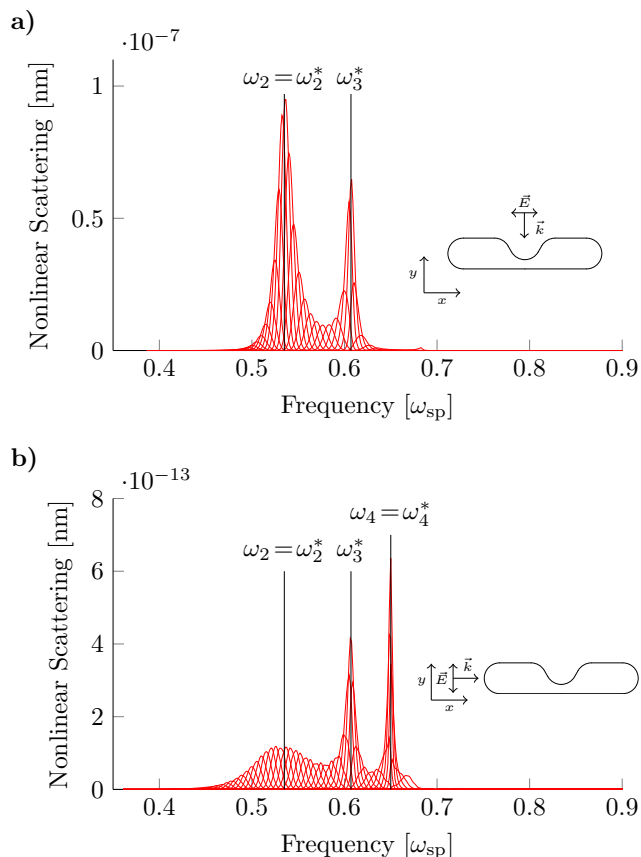 a)
·10−7
ω2 = ω2* ω3*
1
0.5
0
Nonlinear Scattering [nm]
E⃗
k⃗
y
x
0.4 0.5 0.6 0.7 0.8 0.9
Frequency [ωsp]
b)
·10−13
ω4 = ω4*
ω2 = ω2* ω3*
8
6
4
2
0
Nonlinear Scattering [nm]
y E⃗ k⃗
x
0.4 0.5 0.6 0.7 0.8 0.9
Frequency [ωsp]